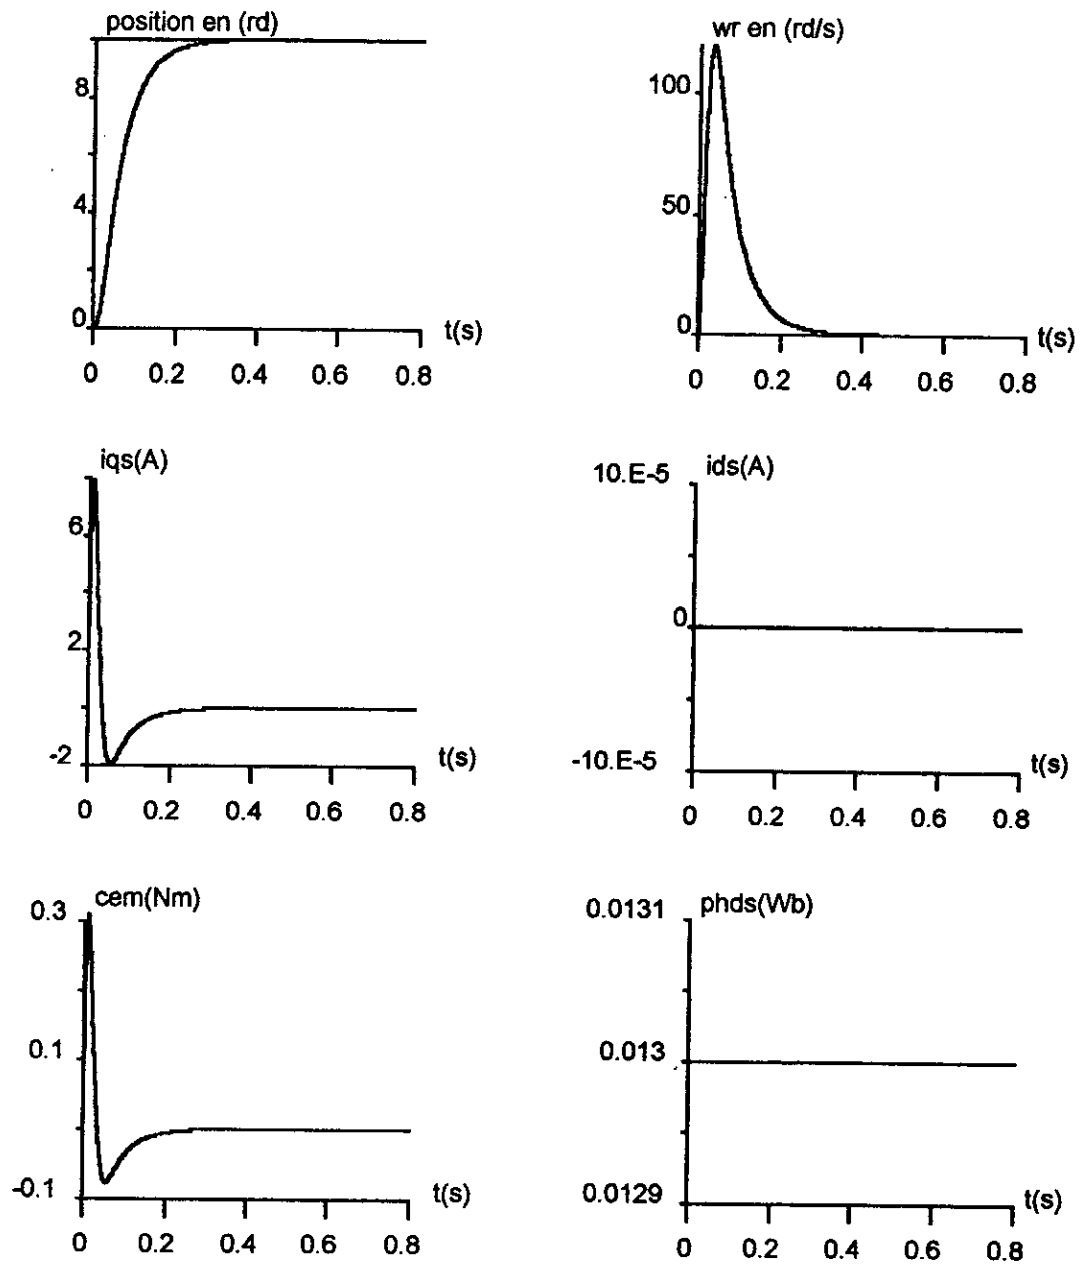 position en (rd)
8
4
0
t(s)
0 0.2 0.4 0.6 0.8
wr en (rd/s)
100
50
0
t(s)
0 0.2 0.4 0.6 0.8
iqs(A)
6
2
-2
t(s)
0 0.2 0.4 0.6 0.8
10.E-5 ids(A)
0
-10.E-5
t(s)
0 0.2 0.4 0.6 0.8
0.3 cem(Nm)
0.1
-0.1
t(s)
0 0.2 0.4 0.6 0.8
0.0131 phds(Wb)
0.013
0.0129
t(s)
0 0.2 0.4 0.6 0.8